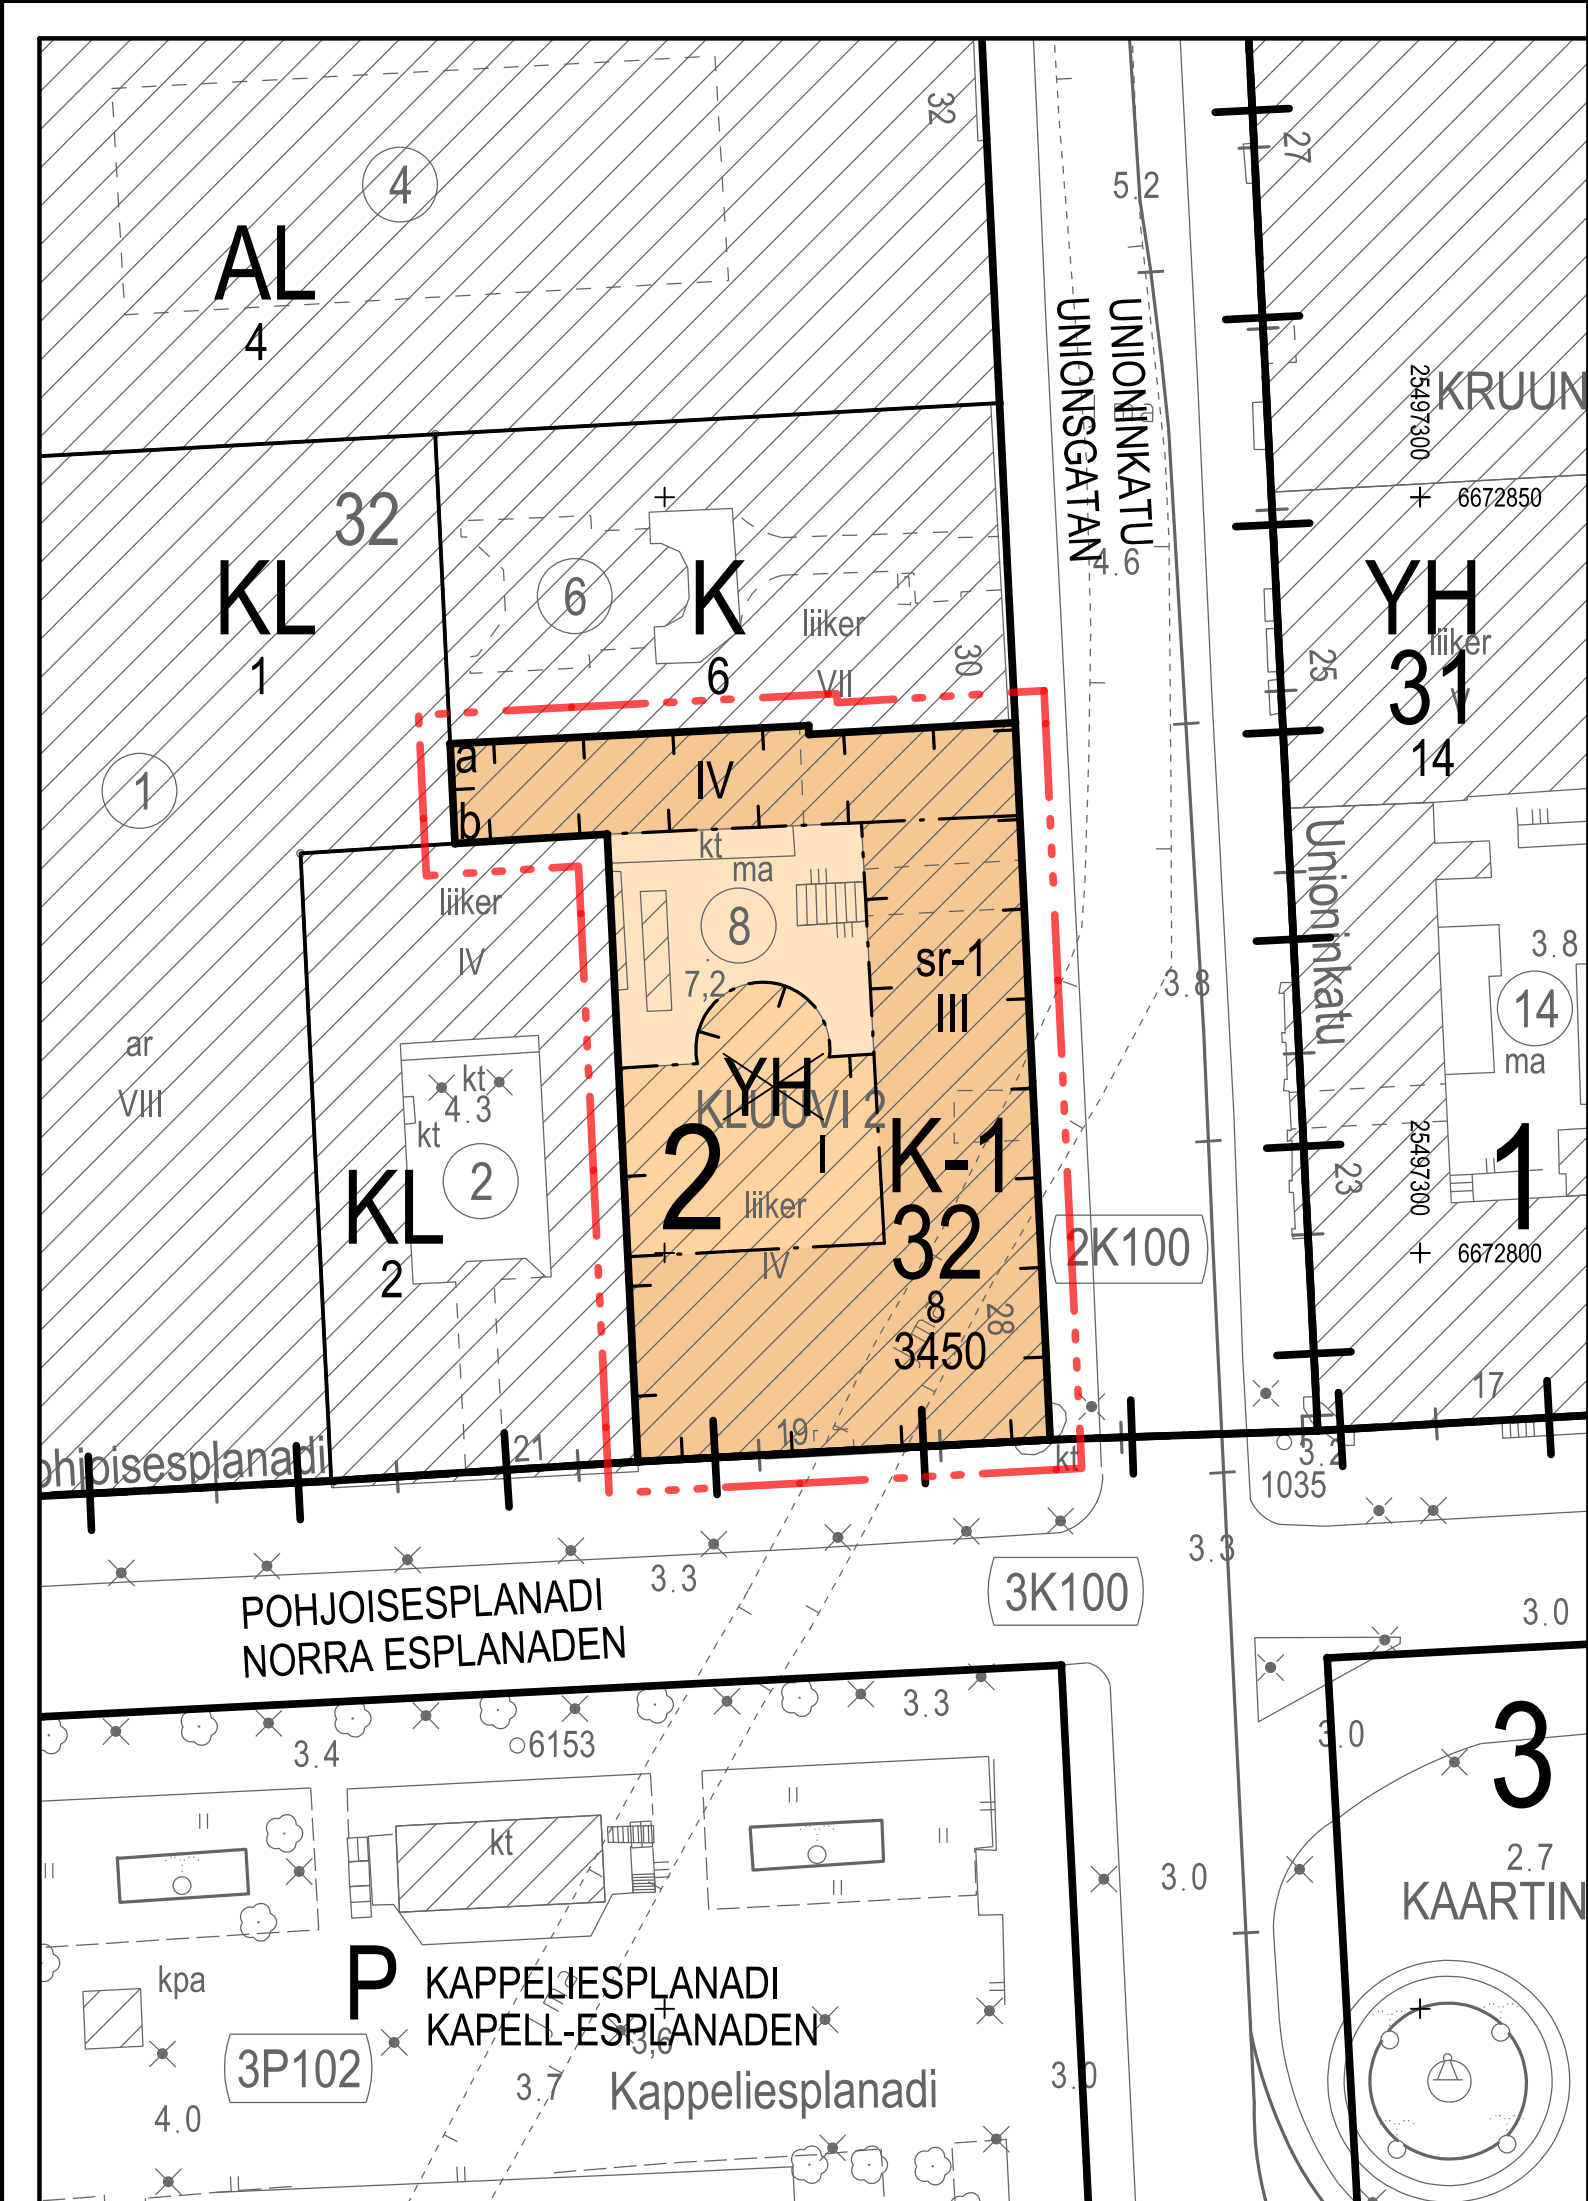 32
27
4
5.2
AL
4
UNIONINKATU
UNIONSGATAN
25497300
KRUUN
6672850
32
KL
1
6
K
6
liiker
VII
30
4.6
YH
liiker
31
V
14
25
1
a
b
IV
kt
ma
8
7,2
sr-1
III
liiker
IV
3.8
Unioninkatu
3.8
14
ma
ar
VIII
kt
4.3
kt
2
KL
2
YH
KLUUVI 2
2
I
liiker
IV
K-1
32
8
3450
28
2K100
25497300
1
23
6672800
19
21
17
kt
3.2
1035
ohjoisesplanadi
3.3
3.3
3K100
3.0
POHJOISESPLANADI
NORRA ESPLANADEN
3.3
3.4
6153
3.0
3
kt
3.0
2.7
KAARTIN
kpa
P
KAPPELIESPLANADI
KAPELL-ESPLANADEN
3,6
3P102
3.7
Kappeliesplanadi
3.0
4.0